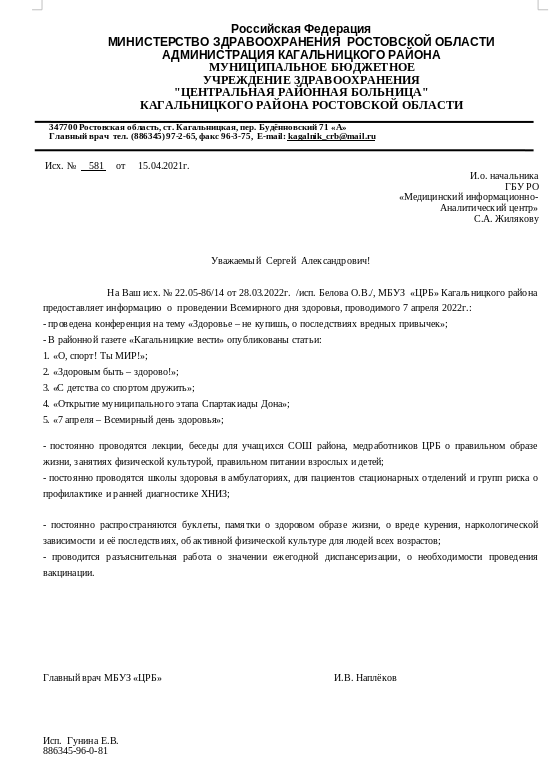 Российская Федерация
МИНИСТЕРСТВО ЗДРАВООХРАНЕНИЯ РОСТОВСКОЙ ОБЛАСТИ
АДМИНИСТРАЦИЯ КАГАЛЬНИЦКОГО РАЙОНА
МУНИЦИПАЛЬНОЕ БЮДЖЕТНОЕ
УЧРЕЖДЕНИЕ ЗДРАВООХРАНЕНИЯ
"ЦЕНТРАЛЬНАЯ РАЙОННАЯ БОЛЬНИЦА"
КАГАЛЬНИЦКОГО РАЙОНА РОСТОВСКОЙ ОБЛАСТИ
347700 Ростовская область, ст. Кагальницкая, пер. Будённовский 71 «А»
Главный врач тел. (886345) 97-2-65, факс 96-3-75, E-mail: kagalnik_crb@mail.ru
Исх. № 581 от 15.04.2021г.
И.о. начальника
ГБУ РО
«Медицинский информационно-
Аналитический центр»
С.А. Жилякову
Уважаемый Сергей Александрович!
На Ваш исх. № 22.05-86/14 от 28.03.2022г. /исп. Белова О.В./, МБУЗ «ЦРБ» Кагальницкого района
предоставляет информацию о проведении Всемирного дня здоровья, проводимого 7 апреля 2022г.:
- проведена конференция на тему «Здоровье – не купишь, о последствиях вредных привычек»;
- В районной газете «Кагальницкие вести» опубликованы статьи:
1. «О, спорт! Ты МИР!»;
2. «Здоровым быть – здорово!»;
3. «С детства со спортом дружить»;
4. «Открытие муниципального этапа Спартакиады Дона»;
5. «7 апреля – Всемирный день здоровья»;
- постоянно проводятся лекции, беседы для учащихся СОШ района, медработников ЦРБ о правильном образе
жизни, занятиях физической культурой, правильном питании взрослых и детей;
- постоянно проводятся школы здоровья в амбулаториях, для пациентов стационарных отделений и групп риска о
профилактике и ранней диагностике ХНИЗ;
- постоянно распространяются буклеты, памятки о здоровом образе жизни, о вреде курения, наркологической
зависимости и её последствиях, об активной физической культуре для людей всех возрастов;
- проводится разъяснительная работа о значении ежегодной диспансеризации, о необходимости проведения
вакцинации.
Главный врач МБУЗ «ЦРБ» И.В. Наплёков
Исп. Гунина Е.В.
886345-96-0-81